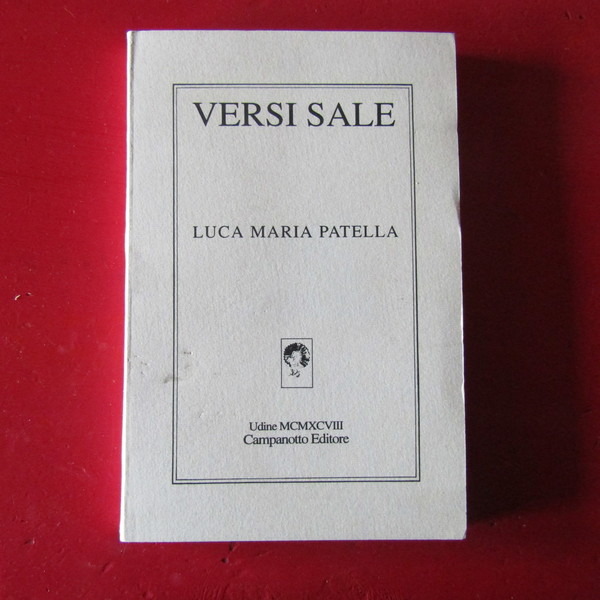 VERSI SALE
LUCA MARIA PATELLA
Udine MCMXCVIII
Campanotto Editore